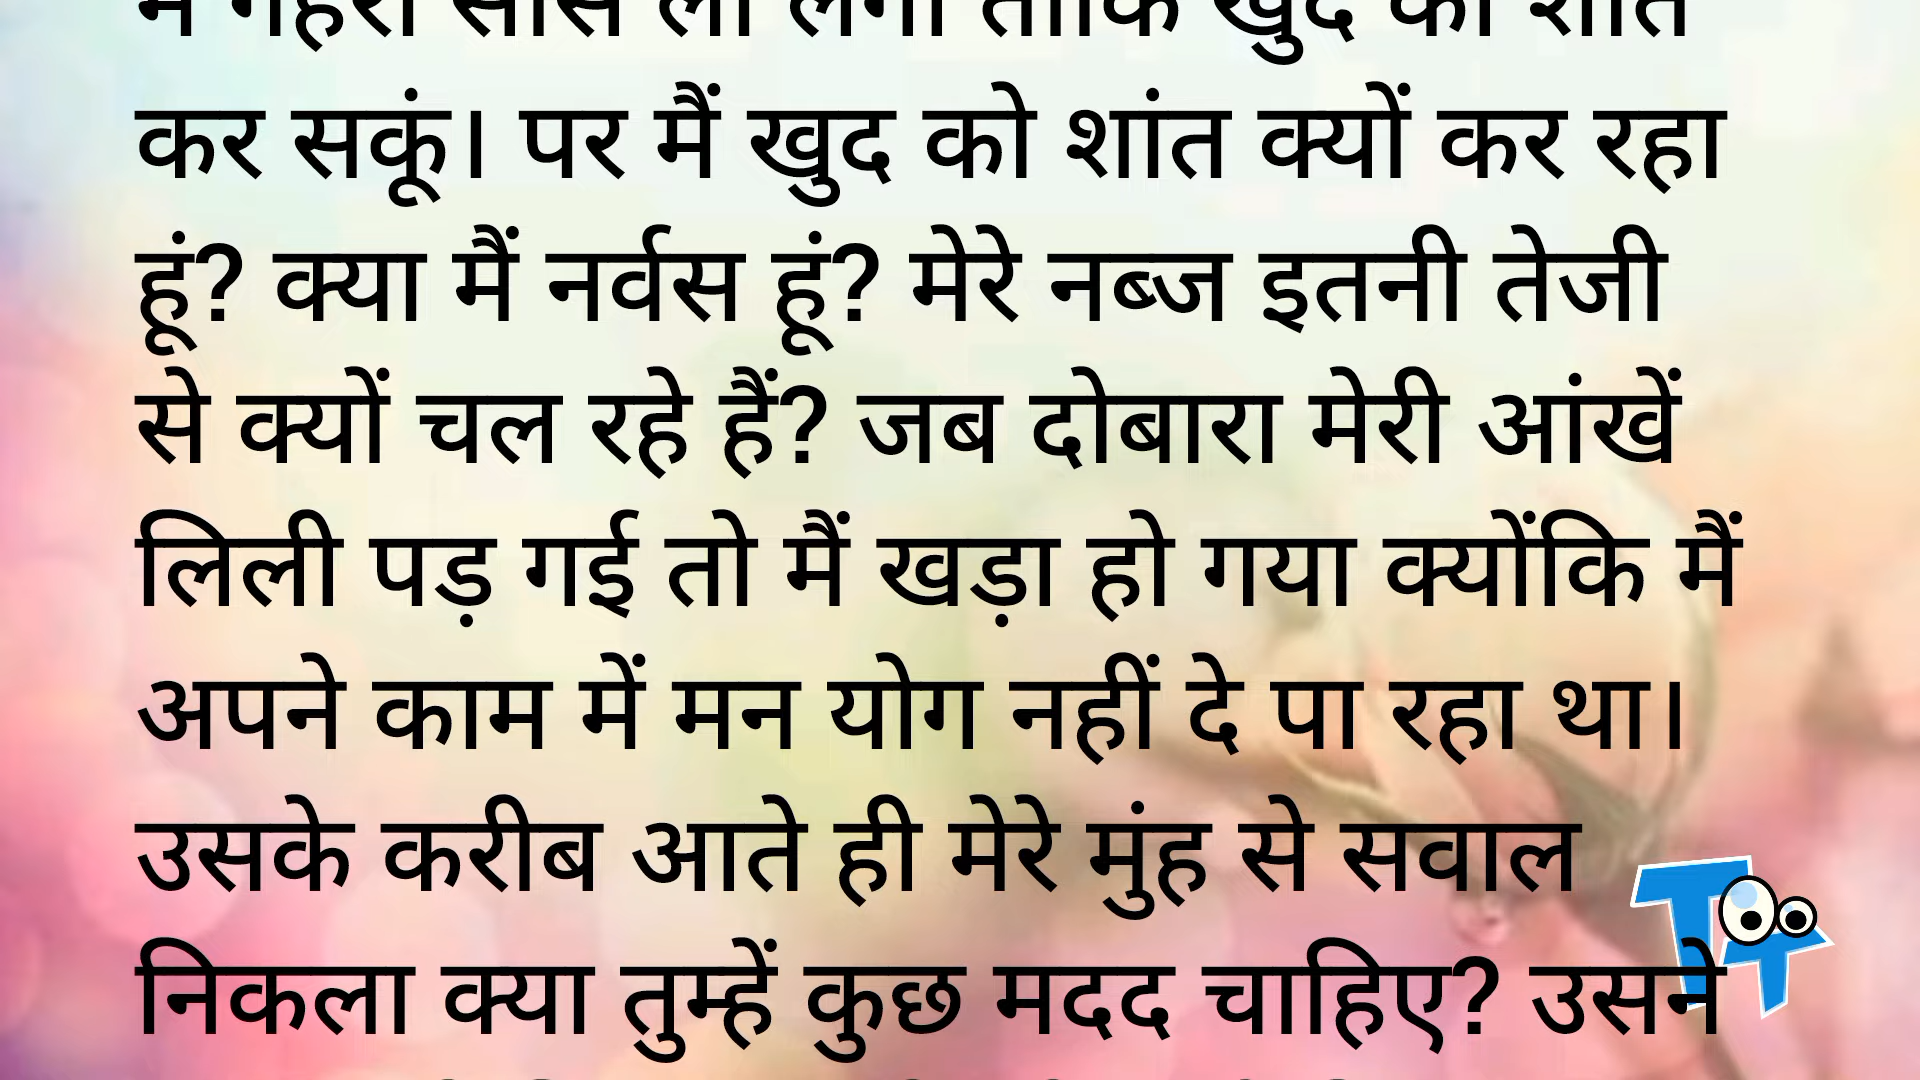 कर सकूं। पर मैं खुद को शांत क्यों कर रहा
हूं? क्या मैं नर्वस हूं? मेरे नब्ज इतनी तेजी
से क्यों चल रहे हैं? जब दोबारा मेरी आंखें
लिली पड़ गई तो मैं खड़ा हो गया क्योंकि मैं
अपने काम में मन योग नहीं दे पा रहा था।
उसके करीब आते ही मेरे मुंह से सवाल
निकला क्या तुम्हें कुछ मदद चाहिए? उसने